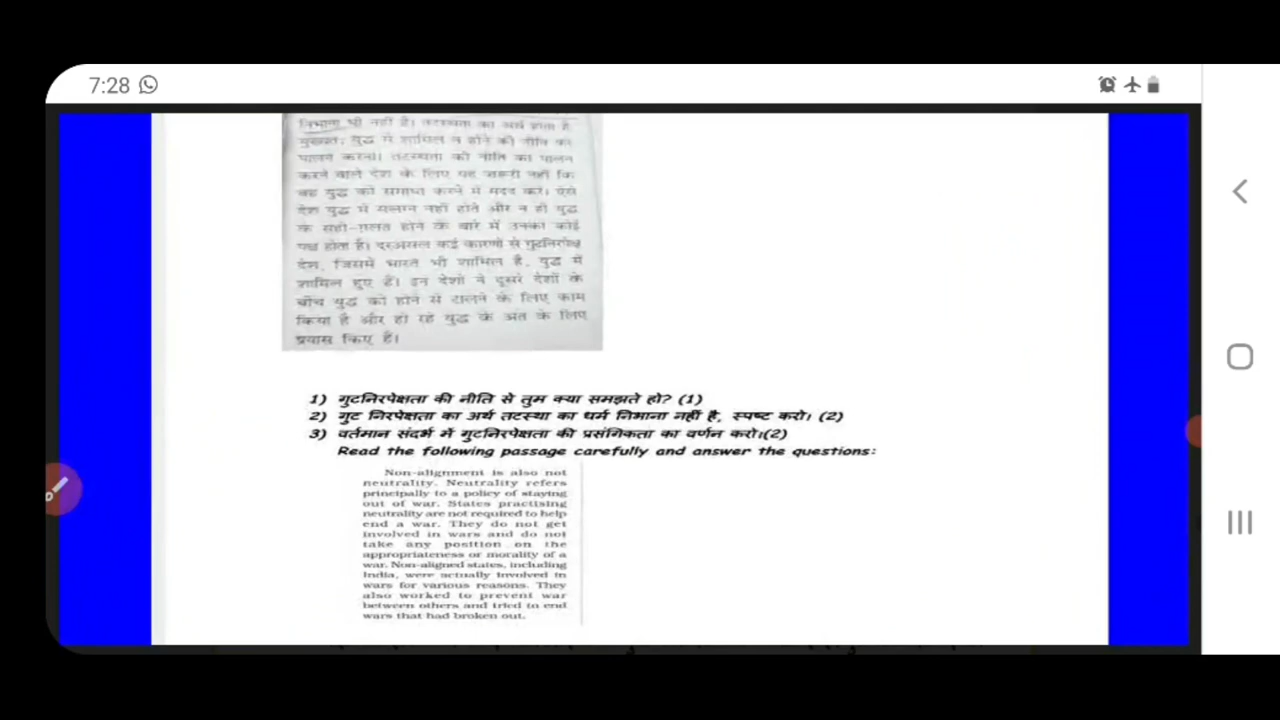 7:28
निभाना भी नहीं है। तटस्थता का अर्थ होता है
मुख्यतः युद्ध में शामिल न होने की नीति का
पालन करना। तटस्थता की नीति का पालन
करने वाले देश के लिए यह जरूरी नहीं कि
वह युद्ध को समाप्त करने में मदद करे। ऐसे
देश युद्ध में संलग्न नहीं होते और न ही युद्ध
के सही-ग़लत होने के बारे में उनका कोई
पक्ष होता है। दरअसल कई कारणों से गुटनिरपेक्ष
देश, जिसमें भारत भी शामिल है, युद्ध में
शामिल हुए हैं। इन देशों ने दूसरे देशों के
बीच युद्ध को होने से टालने के लिए काम
किया है और हो रहे युद्ध के अंत के लिए
प्रयास किए हैं।
1) गुटनिरपेक्षता की नीति से तुम क्या समझते हो? (1)
2) गुट निरपेक्षता का अर्थ तटस्था का धर्म निभाना नहीं है, स्पष्ट करो। (2)
3) वर्तमान संदर्भ में गुटनिरपेक्षता की प्रसंगिकता का वर्णन करो।(2)
Read the following passage carefully and answer the questions:
Non-alignment is also not
neutrality. Neutrality refers
principally to a policy of staying
out of war. States practising
neutrality are not required to help
end a war. They do not get
involved in wars and do not
take any position on the
appropriateness or morality of a
war. Non-aligned states, including
India, were actually involved in
wars for various reasons. They
also worked to prevent war
between others and tried to end
wars that had broken out.